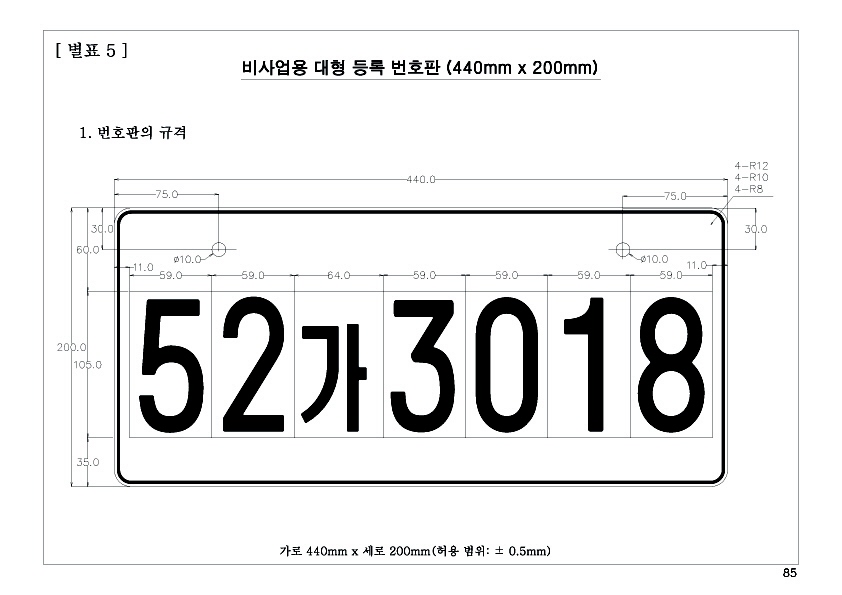 [ 별표 5 ]
비사업용 대형 등록 번호판 (440mm x 200mm)
1. 번호판의 규격
4-R12
4-R10
4-R8
440.0
75.0
75.0
30.0
30.0
60.0
ø10.0
ø10.0
11.0
11.0
59.0 59.0 64.0 59.0 59.0 59.0 59.0
52가3018
200.0
105.0
35.0
가로 440mm x 세로 200mm(허용 범위: ± 0.5mm)
85